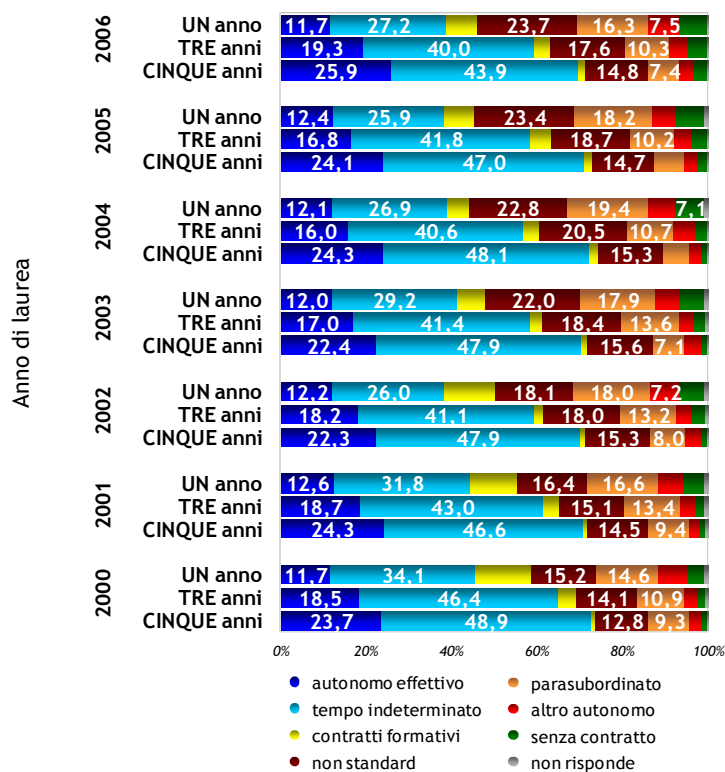 Anno di laurea
2006
UN anno 11,7 27,2 23,7 16,3 7,5
TRE anni 19,3 40,0 17,6 10,3
CINQUE anni 25,9 43,9 14,8 7,4
2005
UN anno 12,4 25,9 23,4 18,2
TRE anni 16,8 41,8 18,7 10,2
CINQUE anni 24,1 47,0 14,7
2004
UN anno 12,1 26,9 22,8 19,4 7,1
TRE anni 16,0 40,6 20,5 10,7
CINQUE anni 24,3 48,1 15,3
2003
UN anno 12,0 29,2 22,0 17,9
TRE anni 17,0 41,4 18,4 13,6
CINQUE anni 22,4 47,9 15,6 7,1
2002
UN anno 12,2 26,0 18,1 18,0 7,2
TRE anni 18,2 41,1 18,0 13,2
CINQUE anni 22,3 47,9 15,3 8,0
2001
UN anno 12,6 31,8 16,4 16,6
TRE anni 18,7 43,0 15,1 13,4
CINQUE anni 24,3 46,6 14,5 9,4
2000
UN anno 11,7 34,1 15,2 14,6
TRE anni 18,5 46,4 14,1 10,9
CINQUE anni 23,7 48,9 12,8 9,3
0% 20% 40% 60% 80% 100%
autonomo effettivo
tempo indeterminato
contratti formativi
non standard
parasubordinato
altro autonomo
senza contratto
non risponde